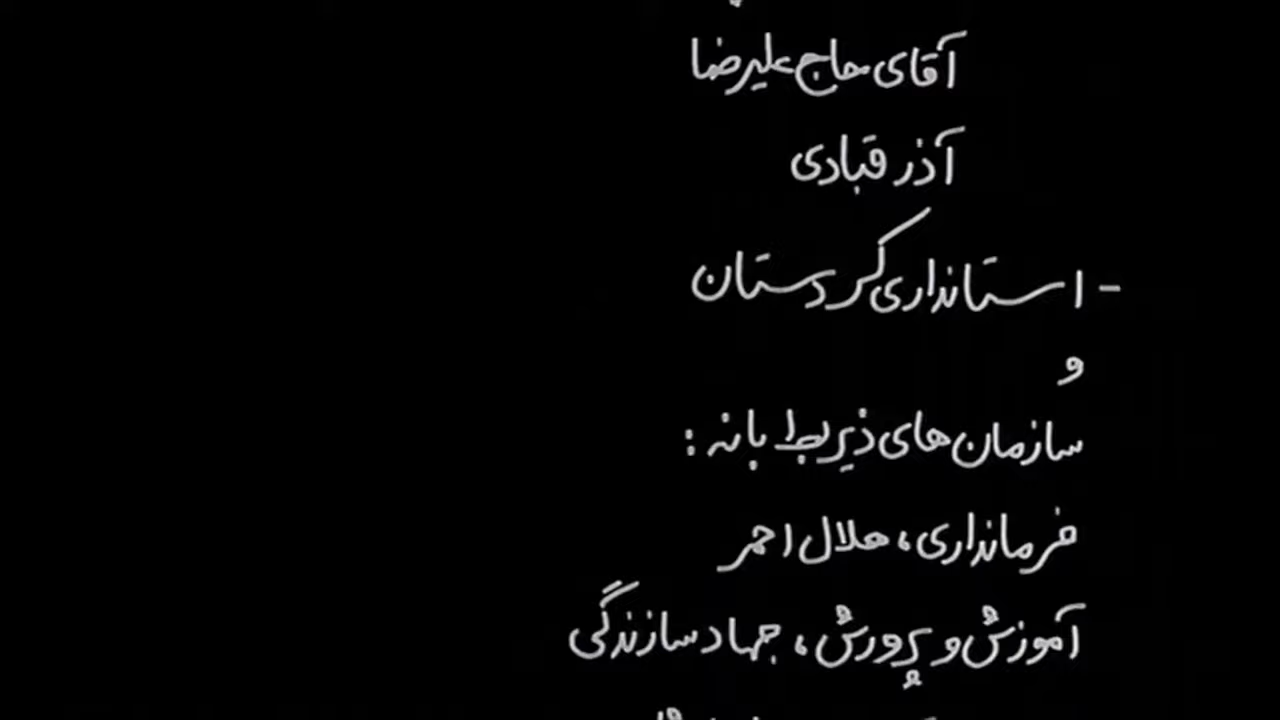 آقای حاج علیرضا
آذر قبادی
- استانداری کردستان
و
سازمان های ذیربط بانه :
فرمانداری، هلال احمر
آموزش و پرورش، جهاد سازندگی